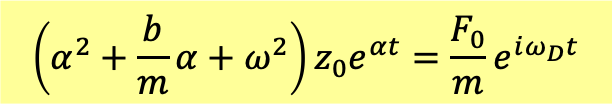 (α² + b/m α + ω²) z₀e^{αt} = F₀/m e^{iω_D t}